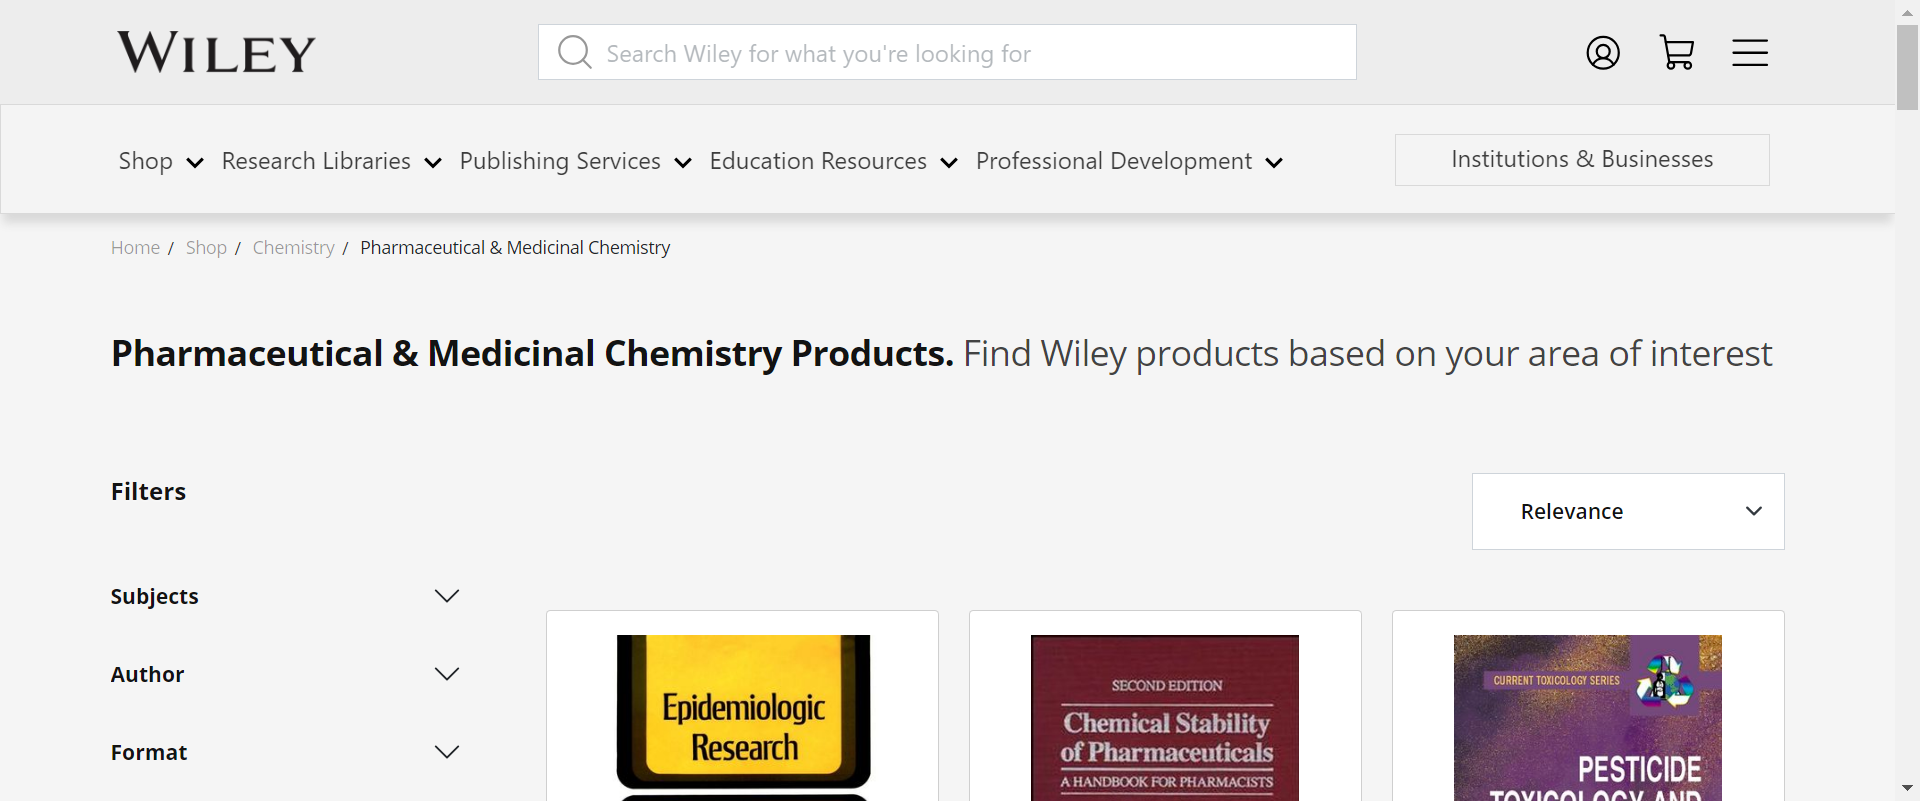 WILEY
Search Wiley for what you're looking for
Shop Research Libraries Publishing Services Education Resources Professional Development Institutions & Businesses
Home / Shop / Chemistry / Pharmaceutical & Medicinal Chemistry
Pharmaceutical & Medicinal Chemistry Products. Find Wiley products based on your area of interest
Filters
Relevance
Subjects
Author
Format
Epidemiologic
Research
SECOND EDITION
Chemical Stability
of Pharmaceuticals
A HANDBOOK FOR PHARMACISTS
CURRENT TOXICOLOGY SERIES
PESTICIDE
TOXICOLOGY AND